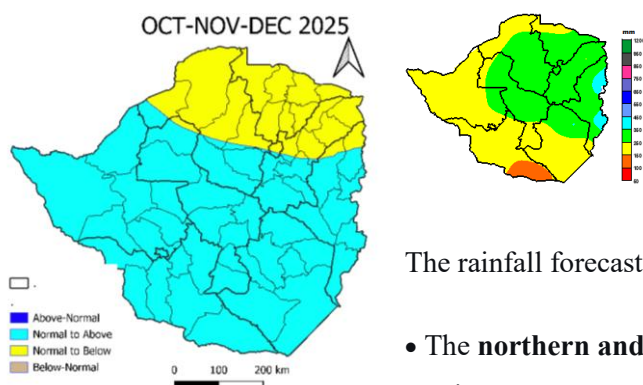 OCT-NOV-DEC 2025
Above-Normal
Normal to Above
Normal to Below
Below-Normal
0 100 200 km
mm
The rainfall forecast
• The northern and